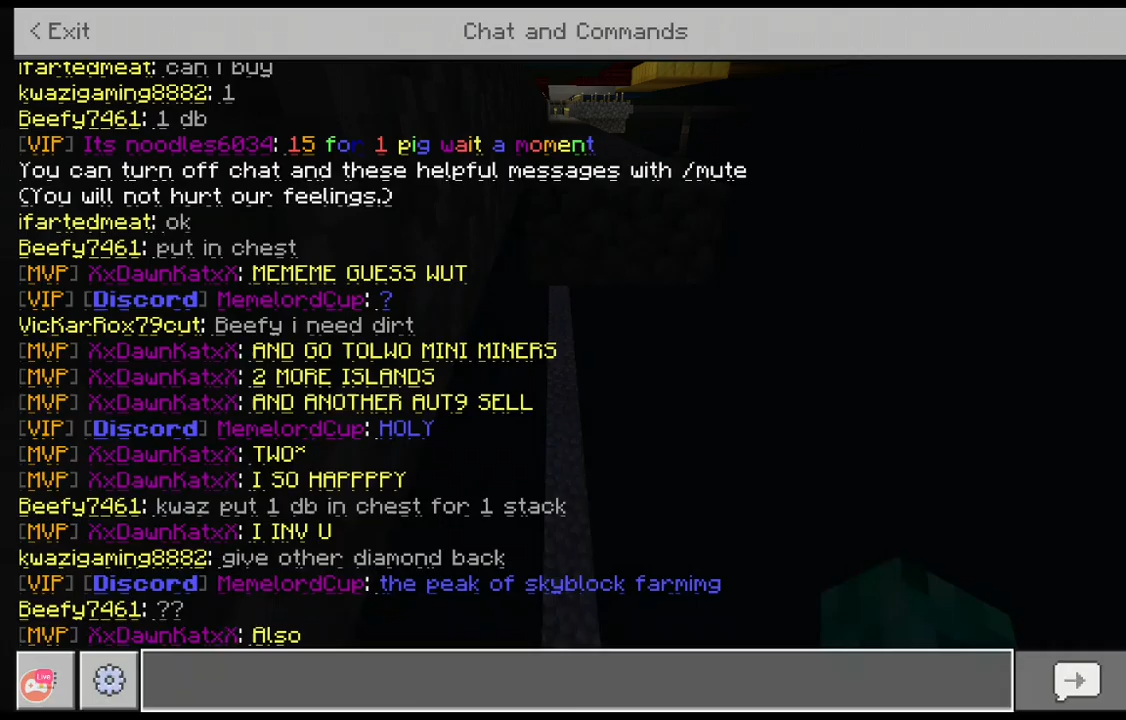 < Exit
Chat and Commands
ifartedmeat: can i buy
kwazigaming8882: 1
Beefy7461: 1 db
[VIP] Its noodles6034: 15 for 1 pig wait a moment
You can turn off chat and these helpful messages with /mute
(You will not hurt our feelings.)
ifartedmeat: ok
Beefy7461: put in chest
[MVP] XxDawnKatxX: MEMEME GUESS WUT
[VIP] [Discord] MemelordCup: ?
VicKarRox79cut: Beefy i need dirt
[MVP] XxDawnKatxX: AND GO TOLWO MINI MINERS
[MVP] XxDawnKatxX: 2 MORE ISLANDS
[MVP] XxDawnKatxX: AND ANOTHER AUT9 SELL
[VIP] [Discord] MemelordCup: HOLY
[MVP] XxDawnKatxX: TWO*
[MVP] XxDawnKatxX: I SO HAPPPPY
Beefy7461: kwaz put 1 db in chest for 1 stack
[MVP] XxDawnKatxX: I INV U
kwazigaming8882: give other diamond back
[VIP] [Discord] MemelordCup: the peak of skyblock farmimg
Beefy7461: ??
[MVP] XxDawnKatxX: Also
Live